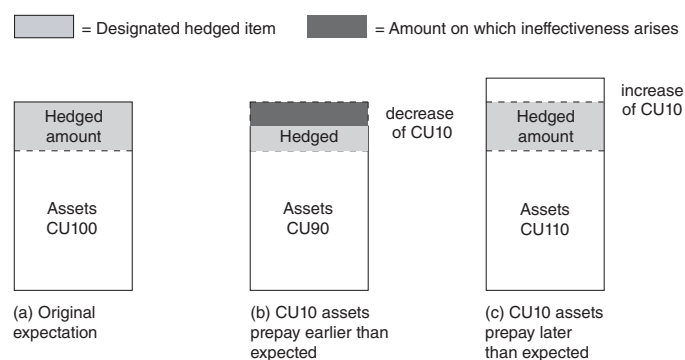 = Designated hedged item
= Amount on which ineffectiveness arises
Hedged
amount
Assets
CU100
(a) Original
expectation
decrease
of CU10
Hedged
Assets
CU90
(b) CU10 assets
prepay earlier than
expected
increase
of CU10
Hedged
amount
Assets
CU110
(c) CU10 assets
prepay later
than expected